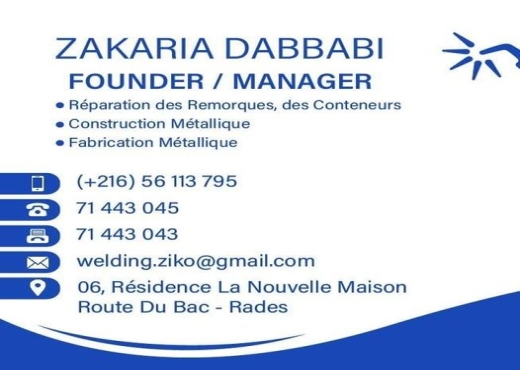 ZAKARIA DABBABI
FOUNDER / MANAGER
• Réparation des Remorques, des Conteneurs
• Construction Métallique
• Fabrication Métallique
(+216) 56 113 795
71 443 045
71 443 043
welding.ziko@gmail.com
06, Résidence La Nouvelle Maison
Route Du Bac - Rades